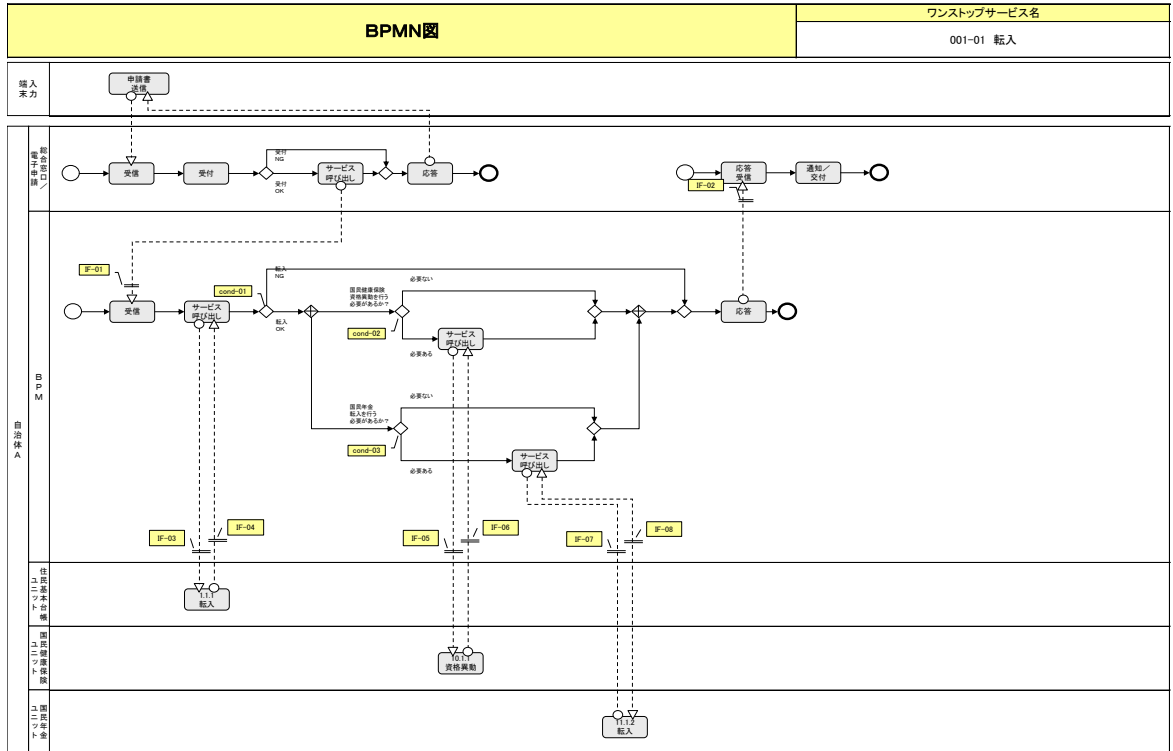 BPMN図
ワンストップサービス名
001-01 転入
入力
端末
申請書
送信
自治体A
総合窓口/
電子申請
受信
受付
受付
NG
受付
OK
サービス
呼び出し
応答
応答
受信
通知/
交付
IF-02
BPM
IF-01
受信
サービス
呼び出し
cond-01
転入
NG
転入
OK
国民健康保険
資格異動を行う
必要があるか?
cond-02
必要ない
必要ある
サービス
呼び出し
応答
国民年金
転入を行う
必要があるか?
cond-03
必要ない
必要ある
サービス
呼び出し
IF-03
IF-04
IF-05
IF-06
IF-07
IF-08
住民基本台帳
ユニット
1.1.1
転入
国民健康保険
ユニット
10.1.1
資格異動
国民年金
ユニット
11.1.2
転入